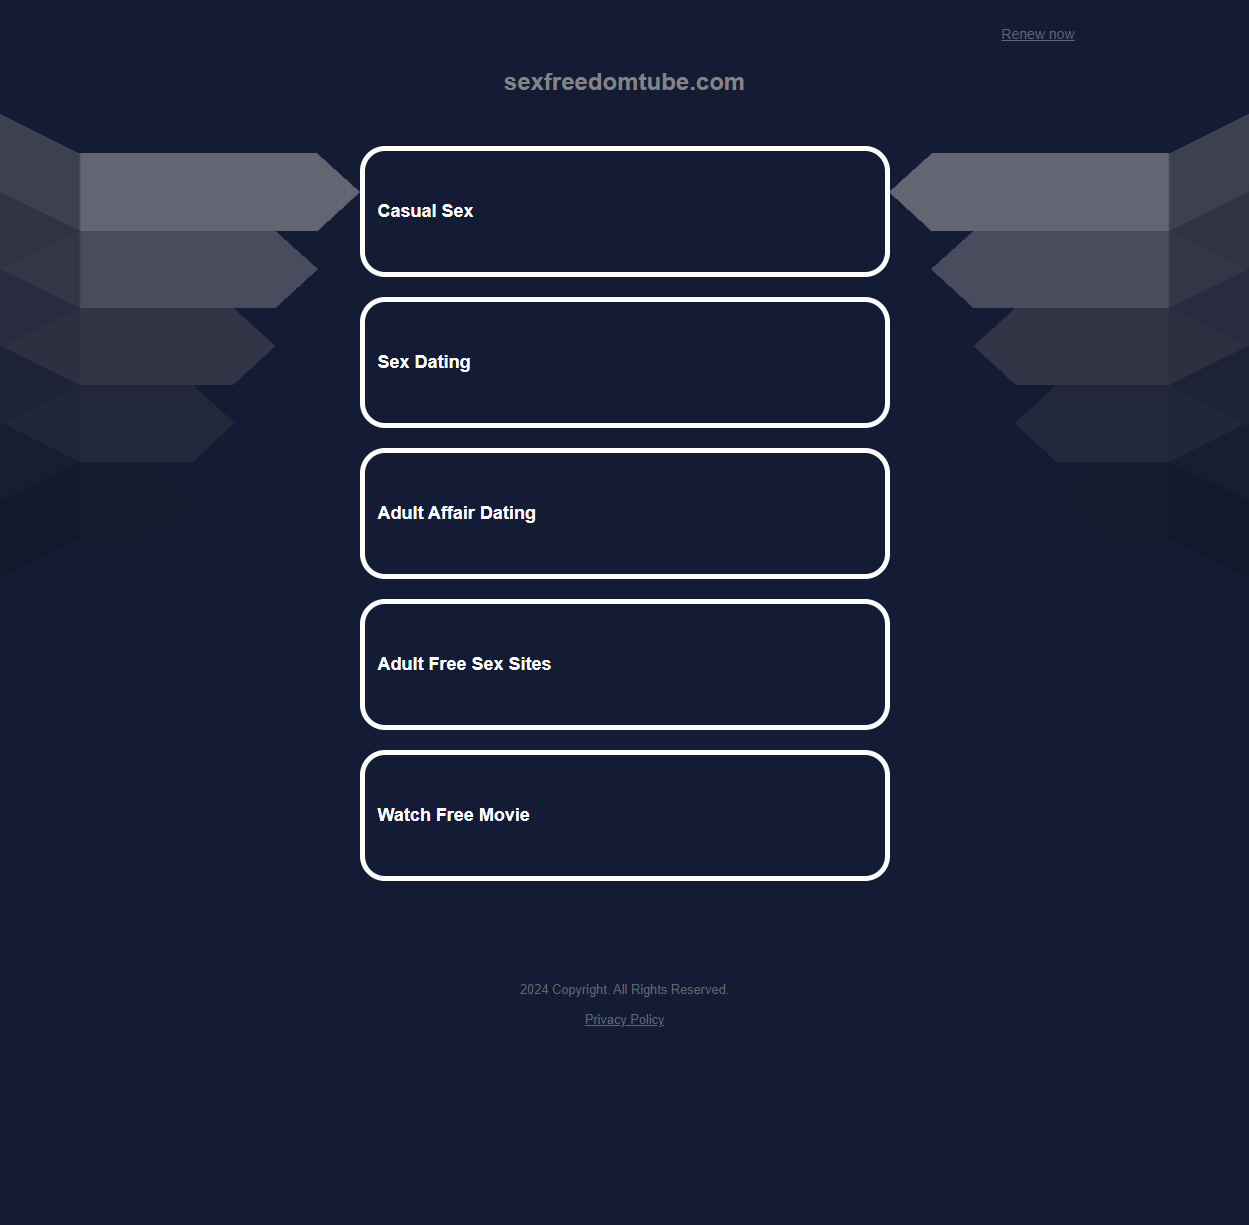 Renew now
sexfreedomtube.com
Casual Sex
Sex Dating
Adult Affair Dating
Adult Free Sex Sites
Watch Free Movie
2024 Copyright. All Rights Reserved.
Privacy Policy